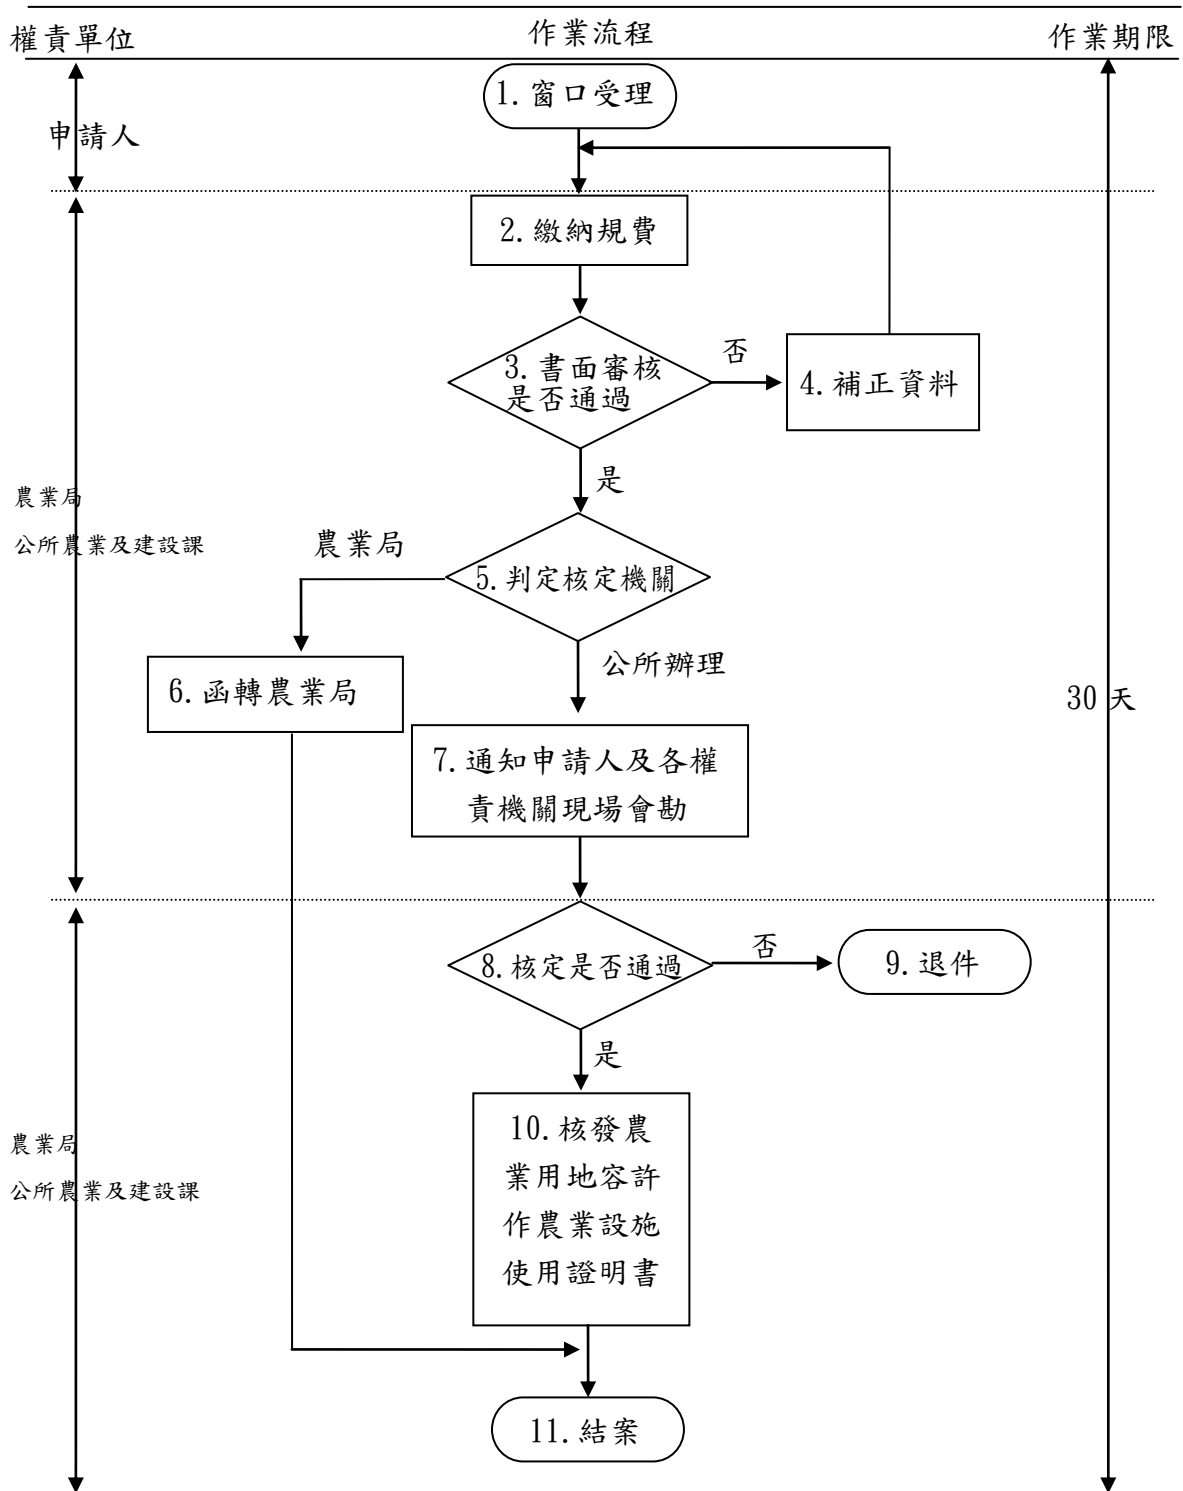 權責單位
作業流程
作業期限
1.窗口受理
申請人
2.繳納規費
3.書面審核
是否通過
否
4.補正資料
是
農業局
公所農業及建設課
農業局
5.判定核定機關
公所辦理
6.函轉農業局
30 天
7.通知申請人及各權
責機關現場會勘
8.核定是否通過
否
9.退件
是
農業局
公所農業及建設課
10.核發農
業用地容許
作農業設施
使用證明書
11.結案